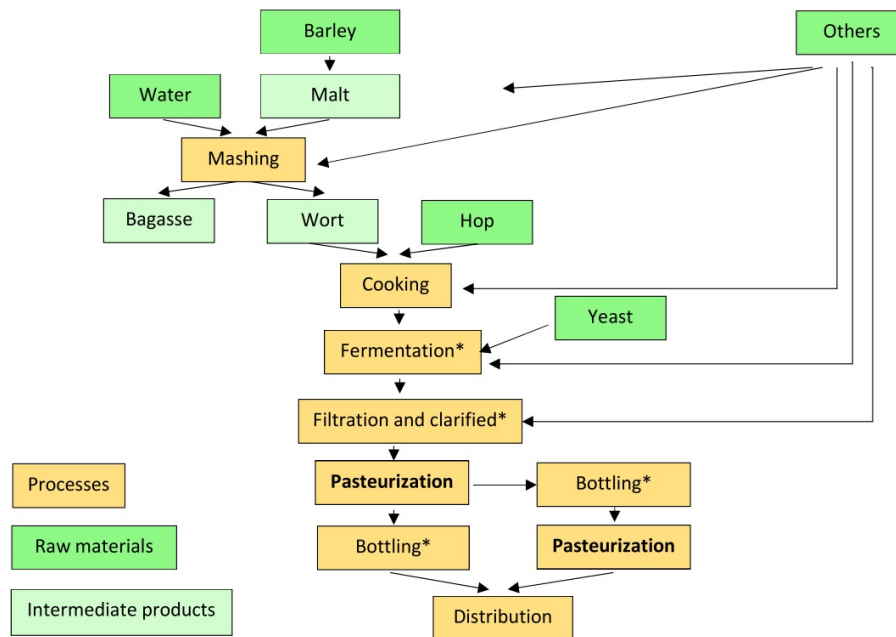 Barley
Others
Water
Malt
Mashing
Bagasse
Wort
Hop
Cooking
Yeast
Fermentation*
Filtration and clarified*
Processes
Pasteurization
Bottling*
Raw materials
Bottling*
Pasteurization
Intermediate products
Distribution